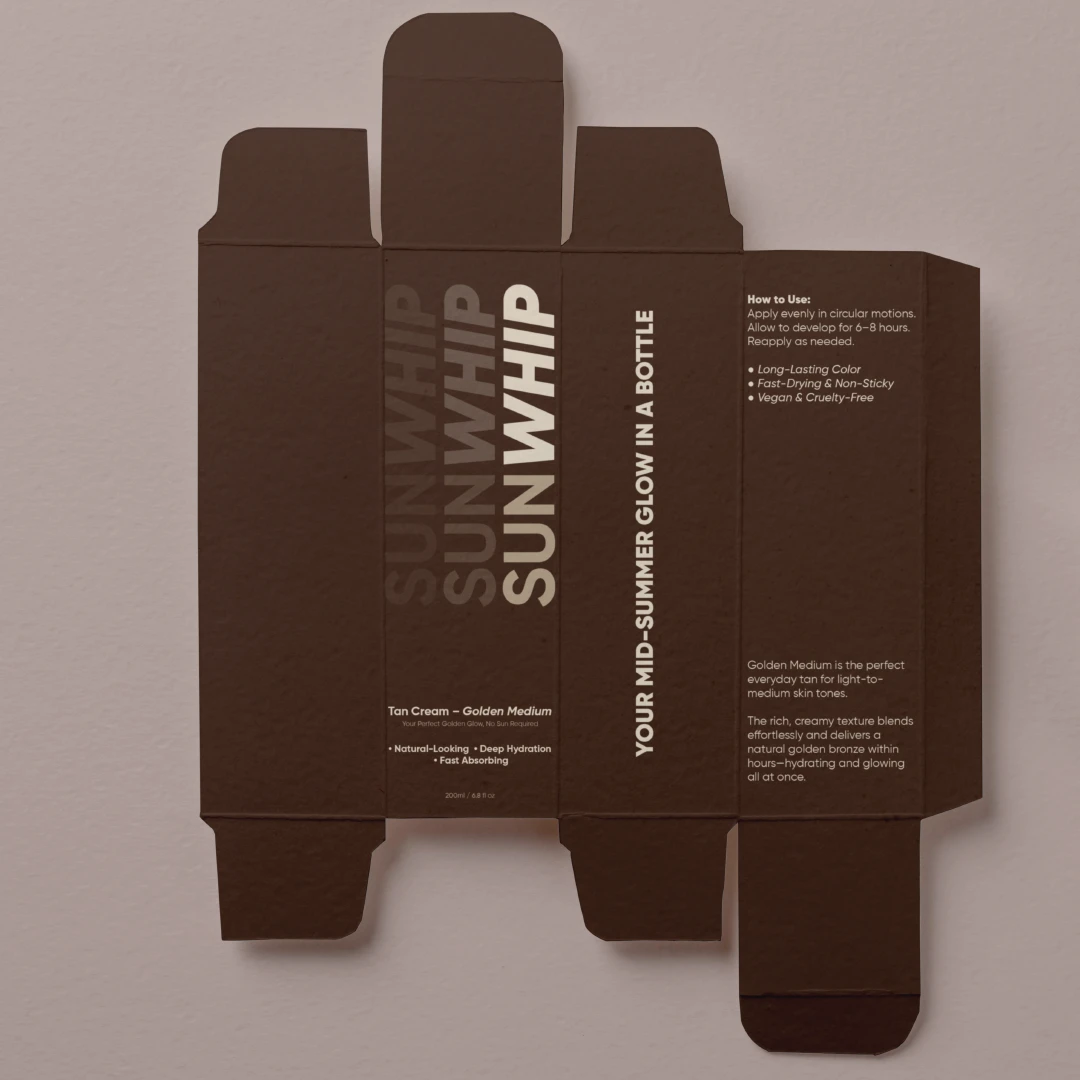 SUNWHIP
SUNWHIP
SUNWHIP
Tan Cream – Golden Medium
Your Perfect Golden Glow, No Sun Required
• Natural-Looking • Deep Hydration
• Fast Absorbing
200ml / 6.8 fl oz
YOUR MID-SUMMER GLOW IN A BOTTLE
How to Use:
Apply evenly in circular motions.
Allow to develop for 6–8 hours.
Reapply as needed.
• Long-Lasting Color
• Fast-Drying & Non-Sticky
• Vegan & Cruelty-Free
Golden Medium is the perfect
everyday tan for light-to-
medium skin tones.
The rich, creamy texture blends
effortlessly and delivers a
natural golden bronze within
hours—hydrating and glowing
all at once.